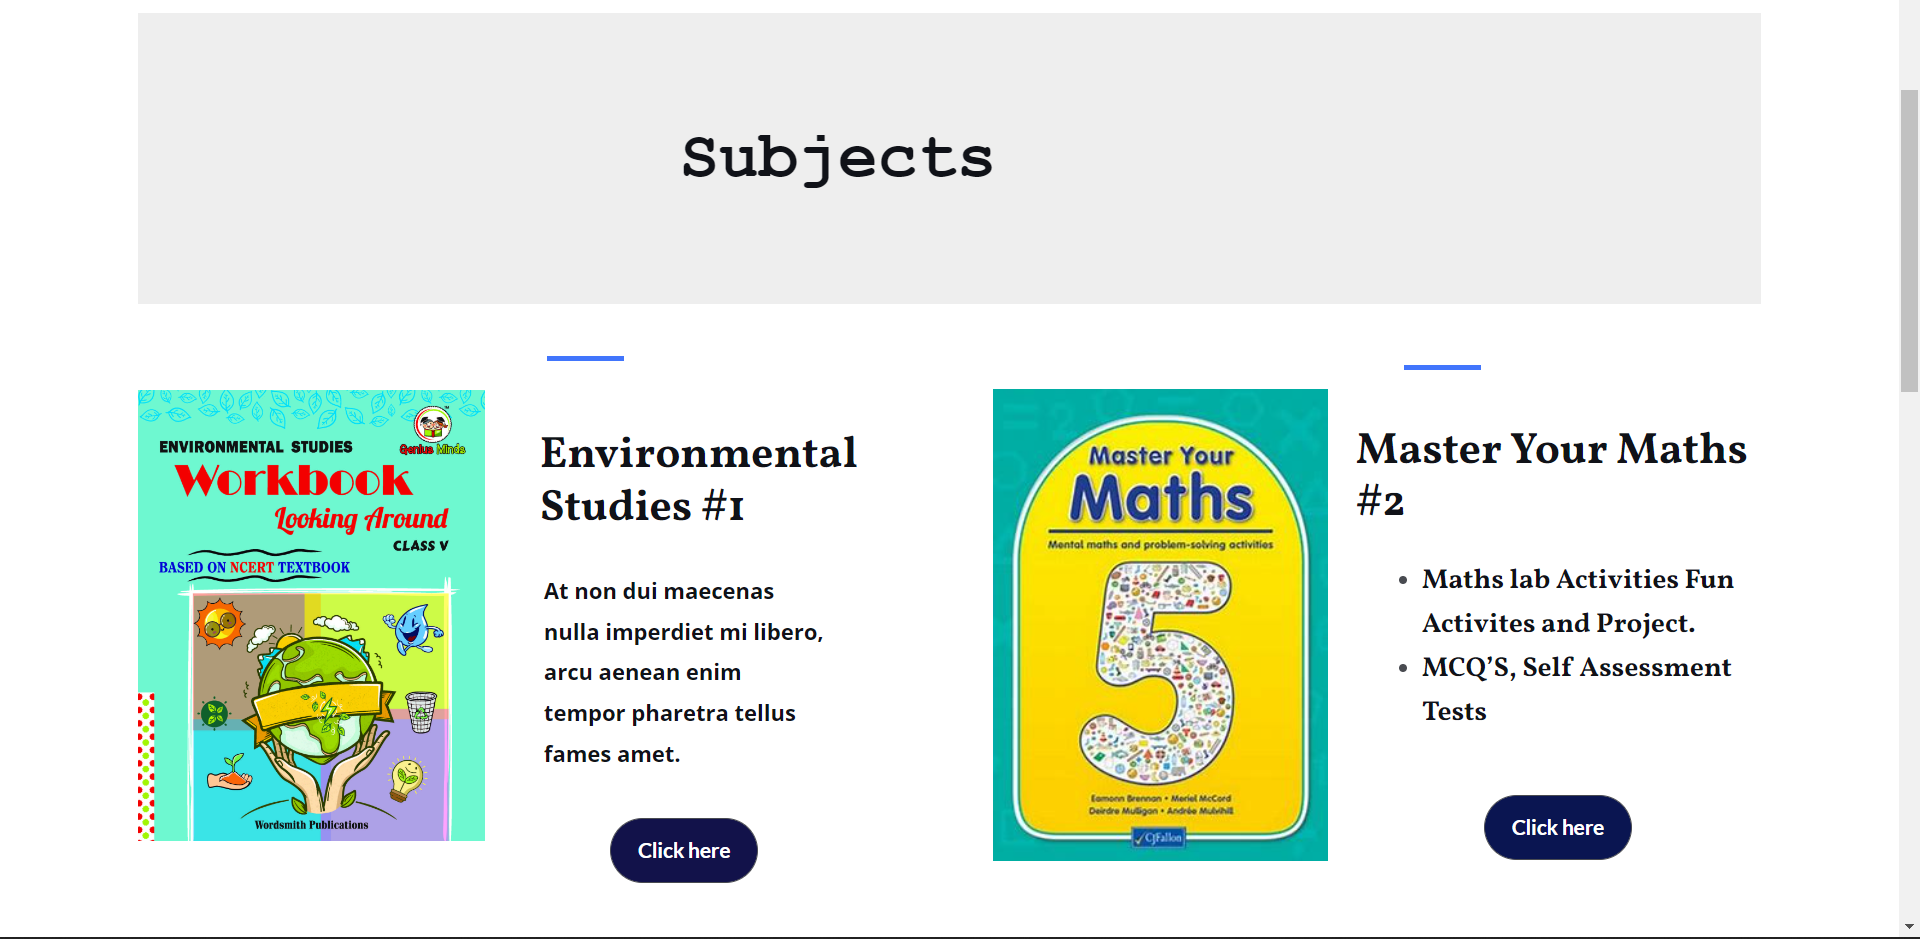 Subjects
ENVIRONMENTAL STUDIES
Genius Minds
Workbook
Looking Around
CLASS V
BASED ON NCERT TEXTBOOK
Wordsmith Publications
Environmental
Studies #1
At non dui maecenas
nulla imperdiet mi libero,
arcu aenean enim
tempor pharetra tellus
fames amet.
Click here
Master Your
Maths
Mental maths and problem-solving activities
5
Eamonn Brennan • Meriel McCord
Deirdre Mulligan • Andrée Mulvihill
CJFallon
Master Your Maths
#2
• Maths lab Activities Fun
Activites and Project.
• MCQ’S, Self Assessment
Tests
Click here